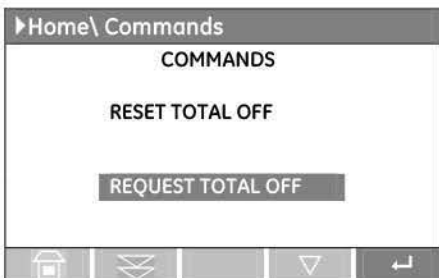 ▶Home\ Commands
COMMANDS
RESET TOTAL OFF
REQUEST TOTAL OFF